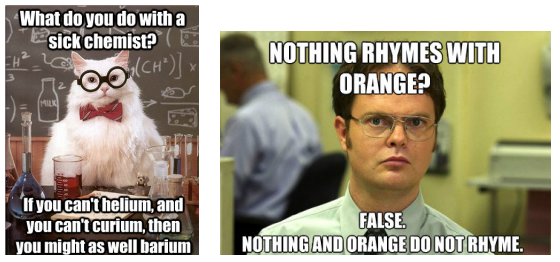 What do you do with a
sick chemist?
MILK
If you can't helium, and
you can't curium, then
you might as well barium
NOTHING RHYMES WITH
ORANGE?
FALSE.
NOTHING AND ORANGE DO NOT RHYME.